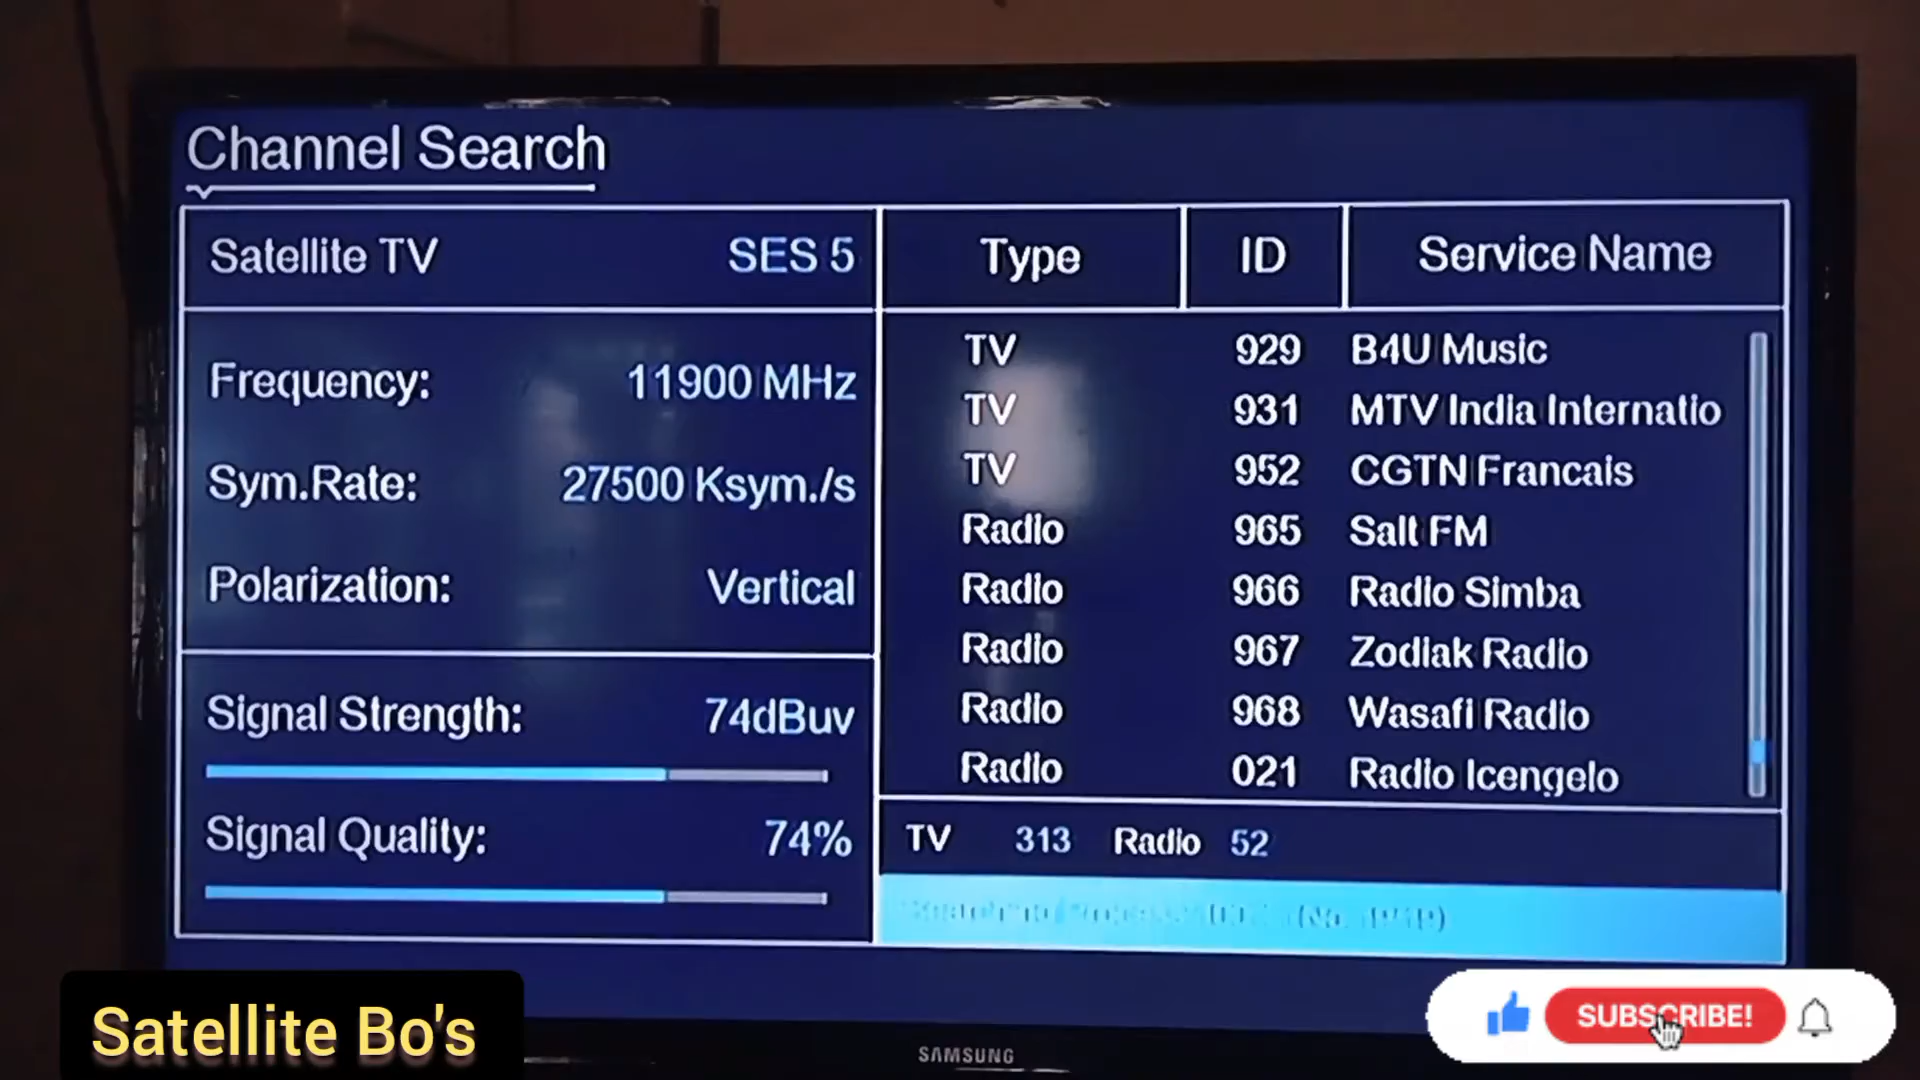 Channel Search
Satellite TV SES 5
Type ID Service Name
Frequency: 11900 MHz
Sym.Rate: 27500 Ksym./s
Polarization: Vertical
Signal Strength: 74dBuv
Signal Quality: 74%
TV 929 B4U Music
TV 931 MTV India Internatio
TV 952 CGTN Francais
Radio 965 Salt FM
Radio 966 Radio Simba
Radio 967 Zodiak Radio
Radio 968 Wasafi Radio
Radio 021 Radio Icengelo
TV 313 Radio 52
Satellite Bo's
SAMSUNG
SUBSCRIBE!